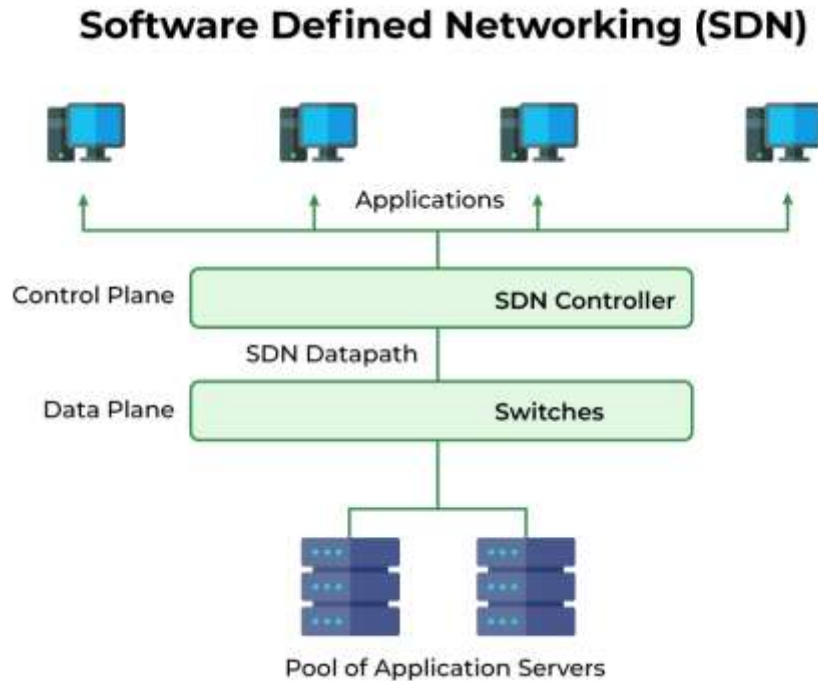 Software Defined Networking (SDN)
Applications
Control Plane
SDN Controller
SDN Datapath
Data Plane
Switches
Pool of Application Servers